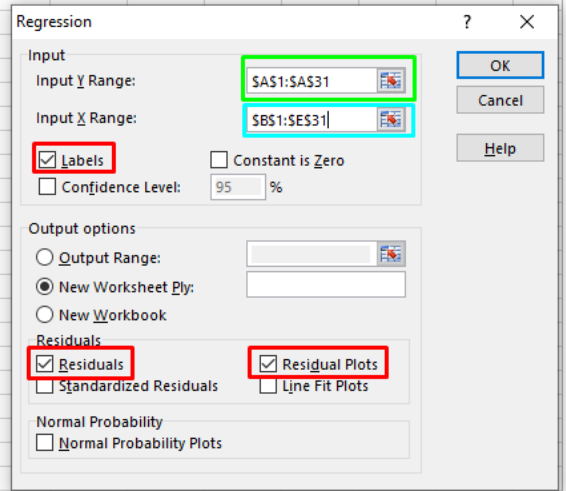 Regression ? ×
Input
Input Y Range: $A$1:$A$31
OK
Input X Range: $B$1:$E$31
Cancel
Labels Constant is Zero
Help
Confidence Level: 95 %
Output options
Output Range:
New Worksheet Ply:
New Workbook
Residuals
Residuals Residual Plots
Standardized Residuals Line Fit Plots
Normal Probability
Normal Probability Plots